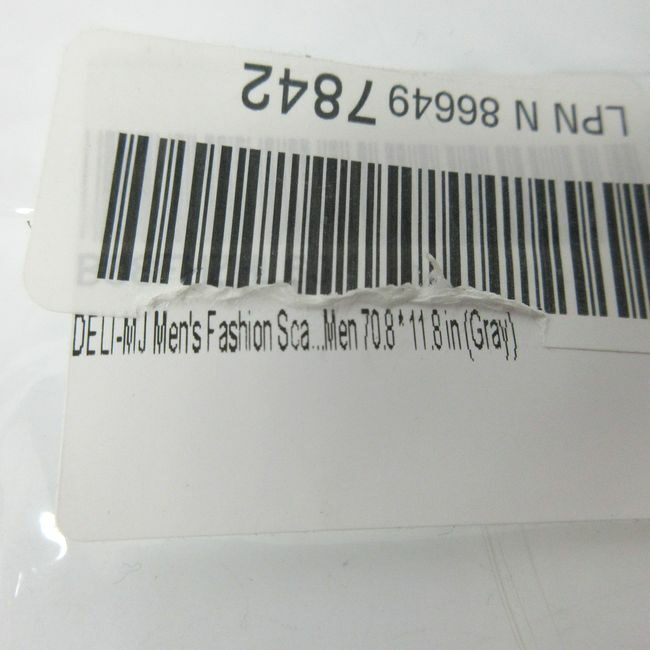 LPN N 86649 7842
DELI-MJ Men's Fashion Sca...Men 70.8 * 11.8 in (Gray)